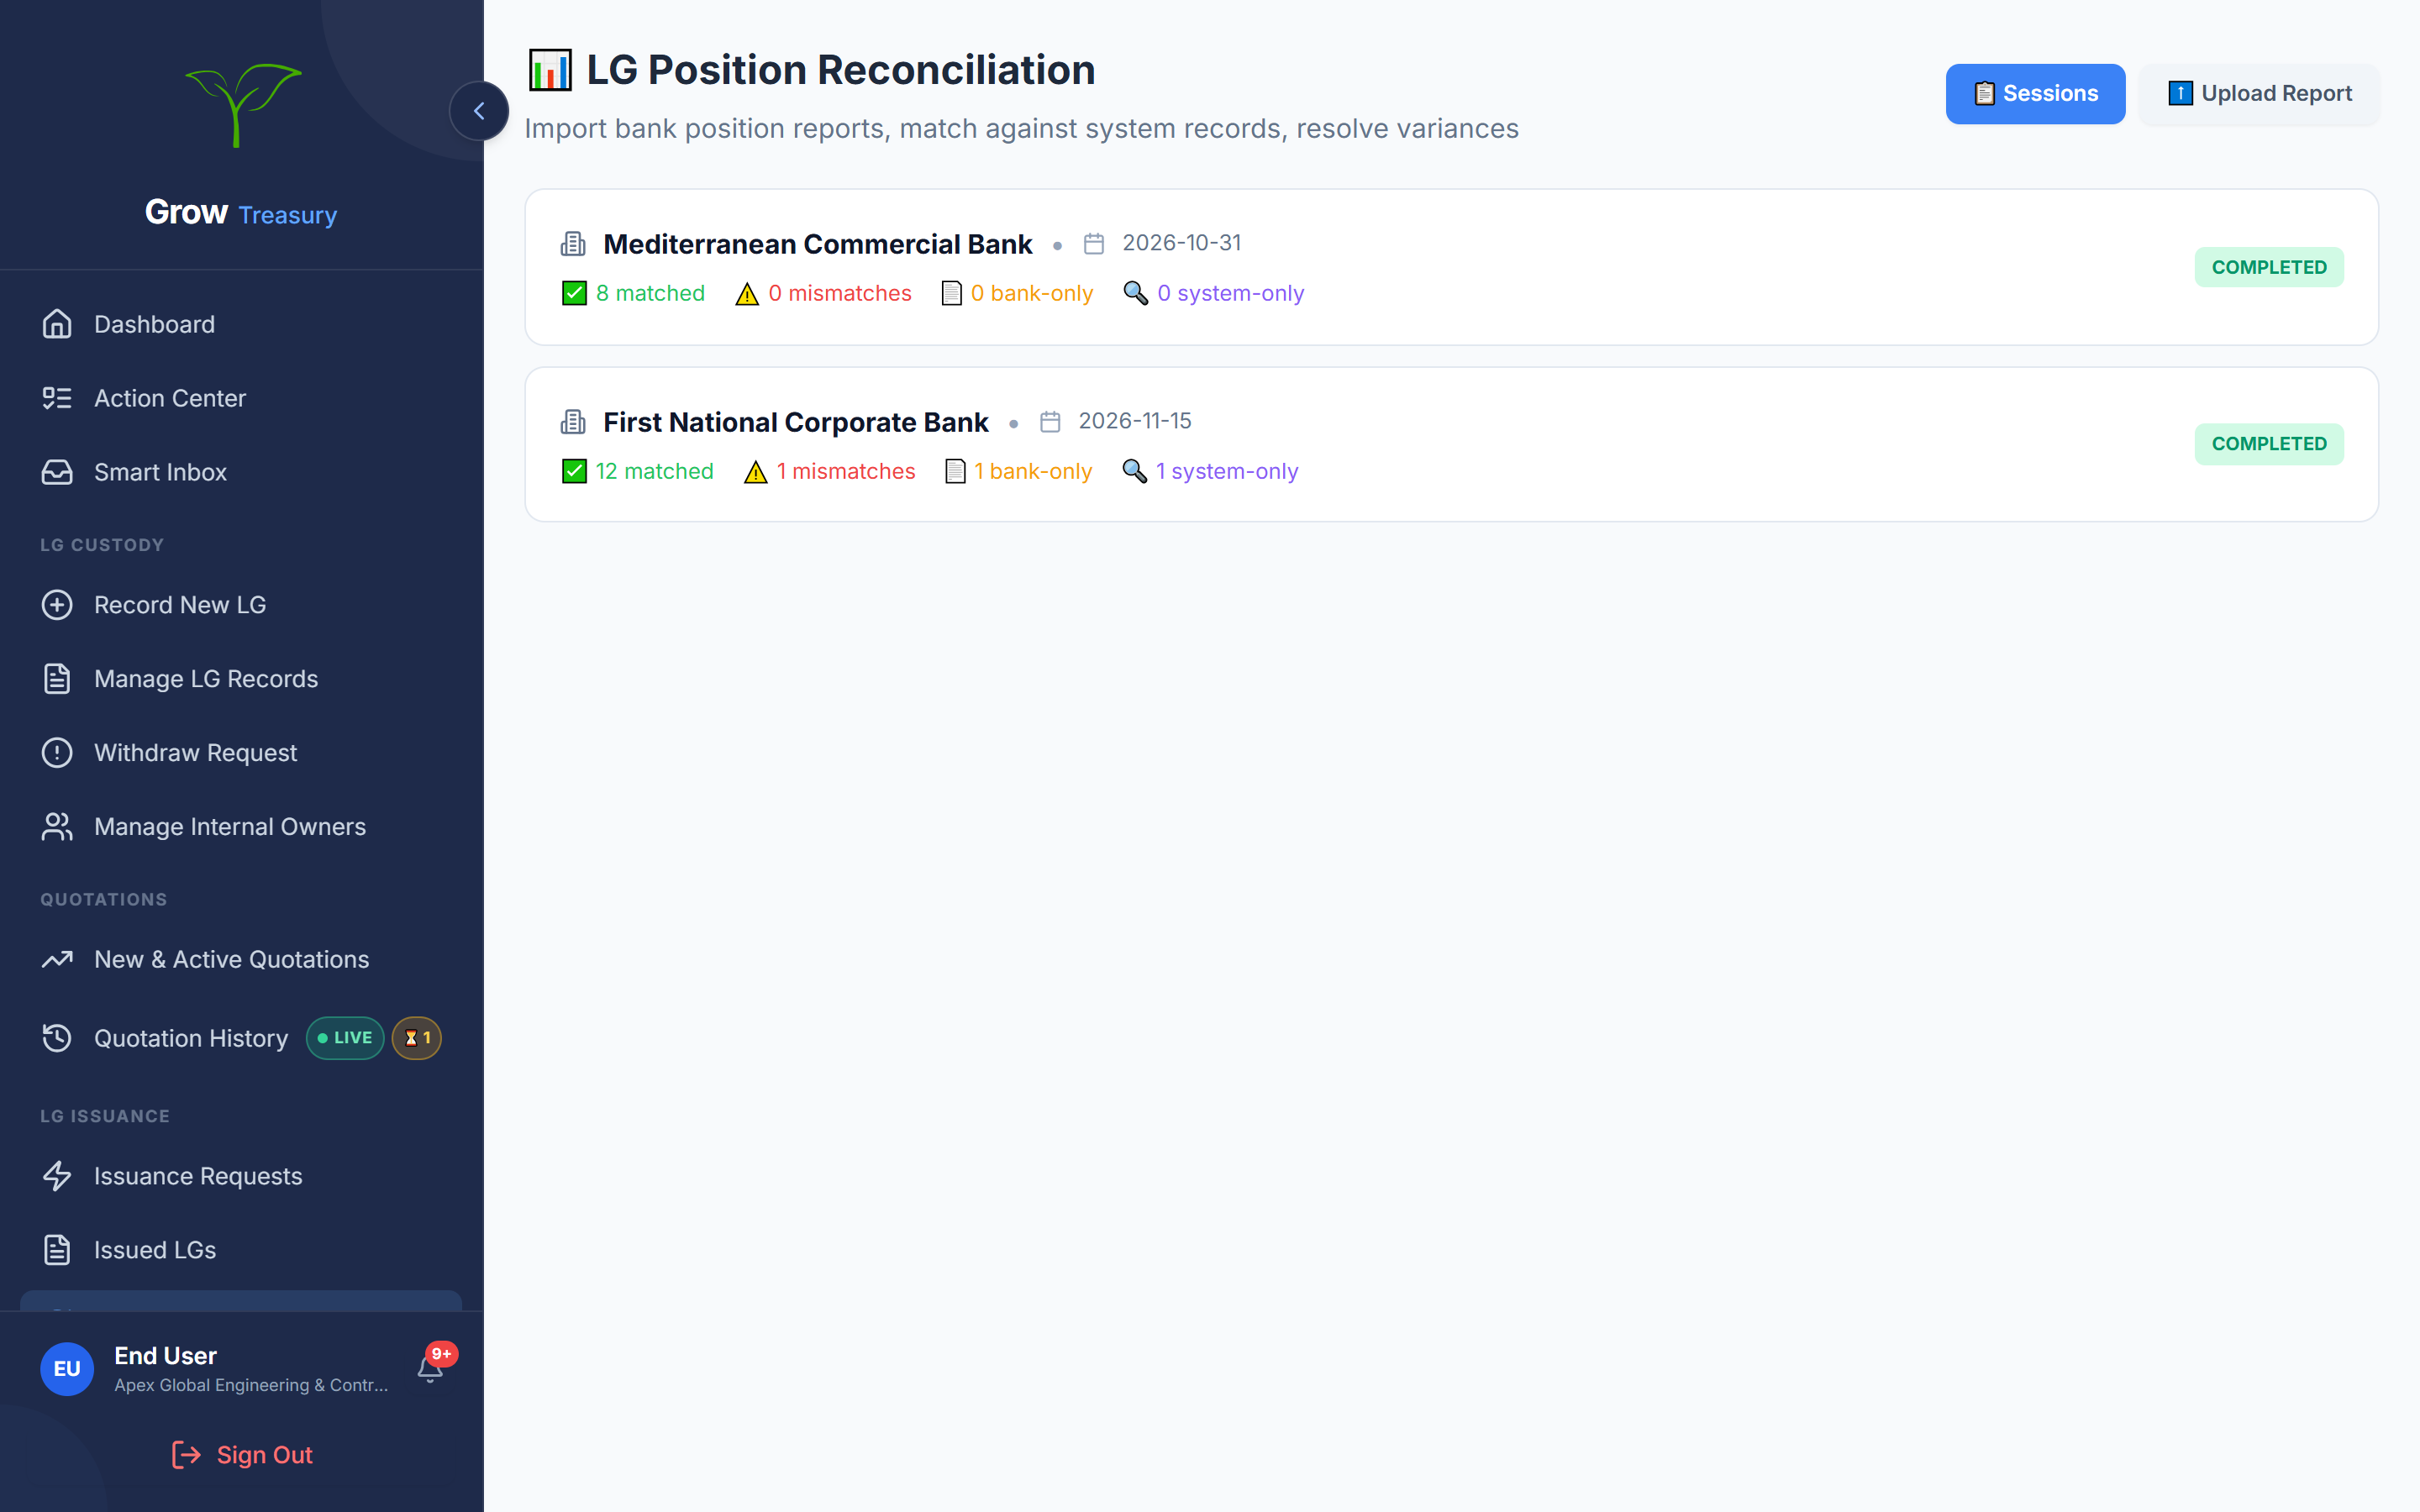 Grow Treasury
Dashboard
Action Center
Smart Inbox
LG CUSTODY
Record New LG
Manage LG Records
Withdraw Request
Manage Internal Owners
QUOTATIONS
New & Active Quotations
Quotation History LIVE 1
LG ISSUANCE
Issuance Requests
Issued LGs
EU End User 9+
Apex Global Engineering & Contr...
Sign Out
LG Position Reconciliation
Import bank position reports, match against system records, resolve variances
Sessions Upload Report
Mediterranean Commercial Bank • 2026-10-31
8 matched 0 mismatches 0 bank-only 0 system-only
COMPLETED
First National Corporate Bank • 2026-11-15
12 matched 1 mismatches 1 bank-only 1 system-only
COMPLETED